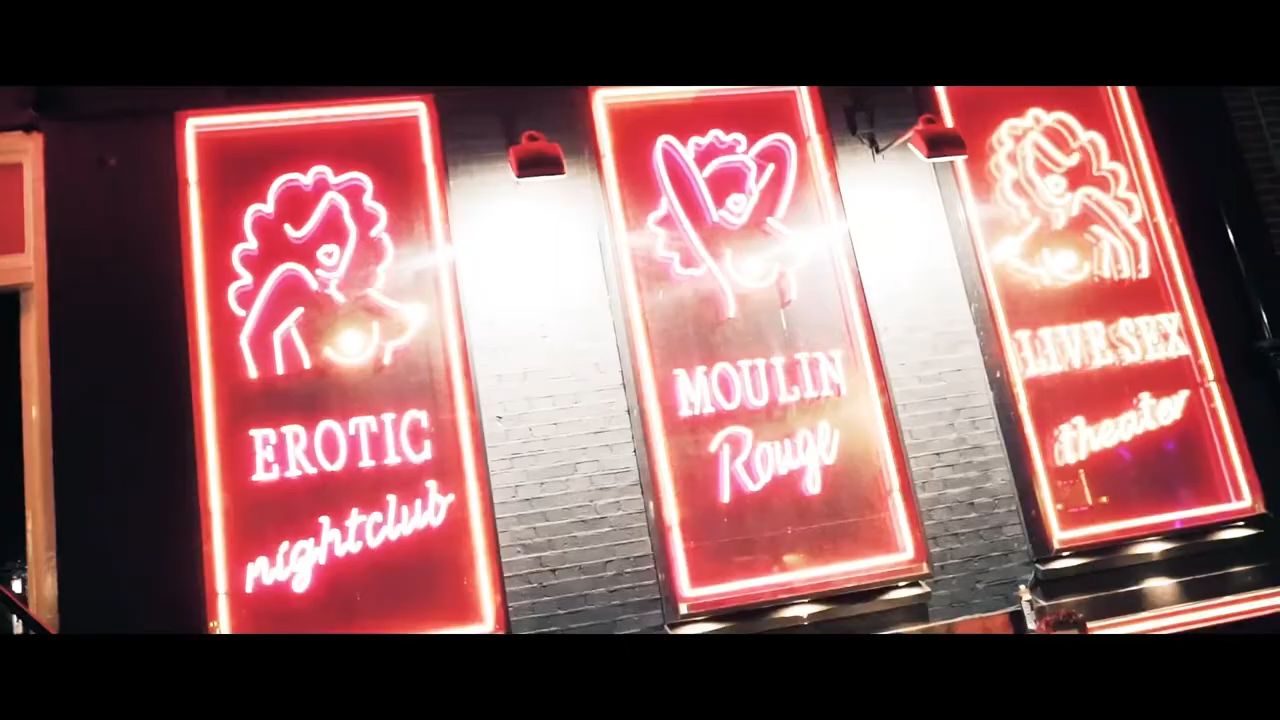 EROTIC
nightclub
MOULIN
Rouge
LIVE SEX
theater